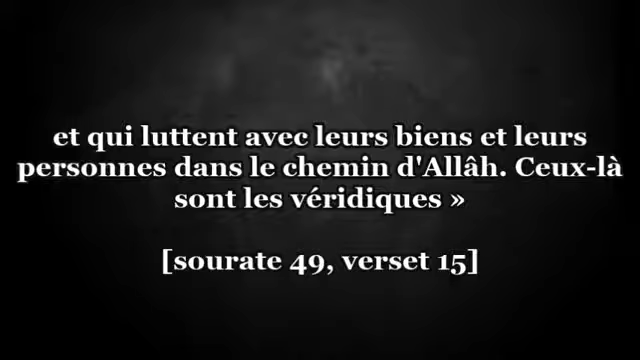 et qui luttent avec leurs biens et leurs
personnes dans le chemin d'Allâh. Ceux-là
sont les véridiques »
[sourate 49, verset 15]